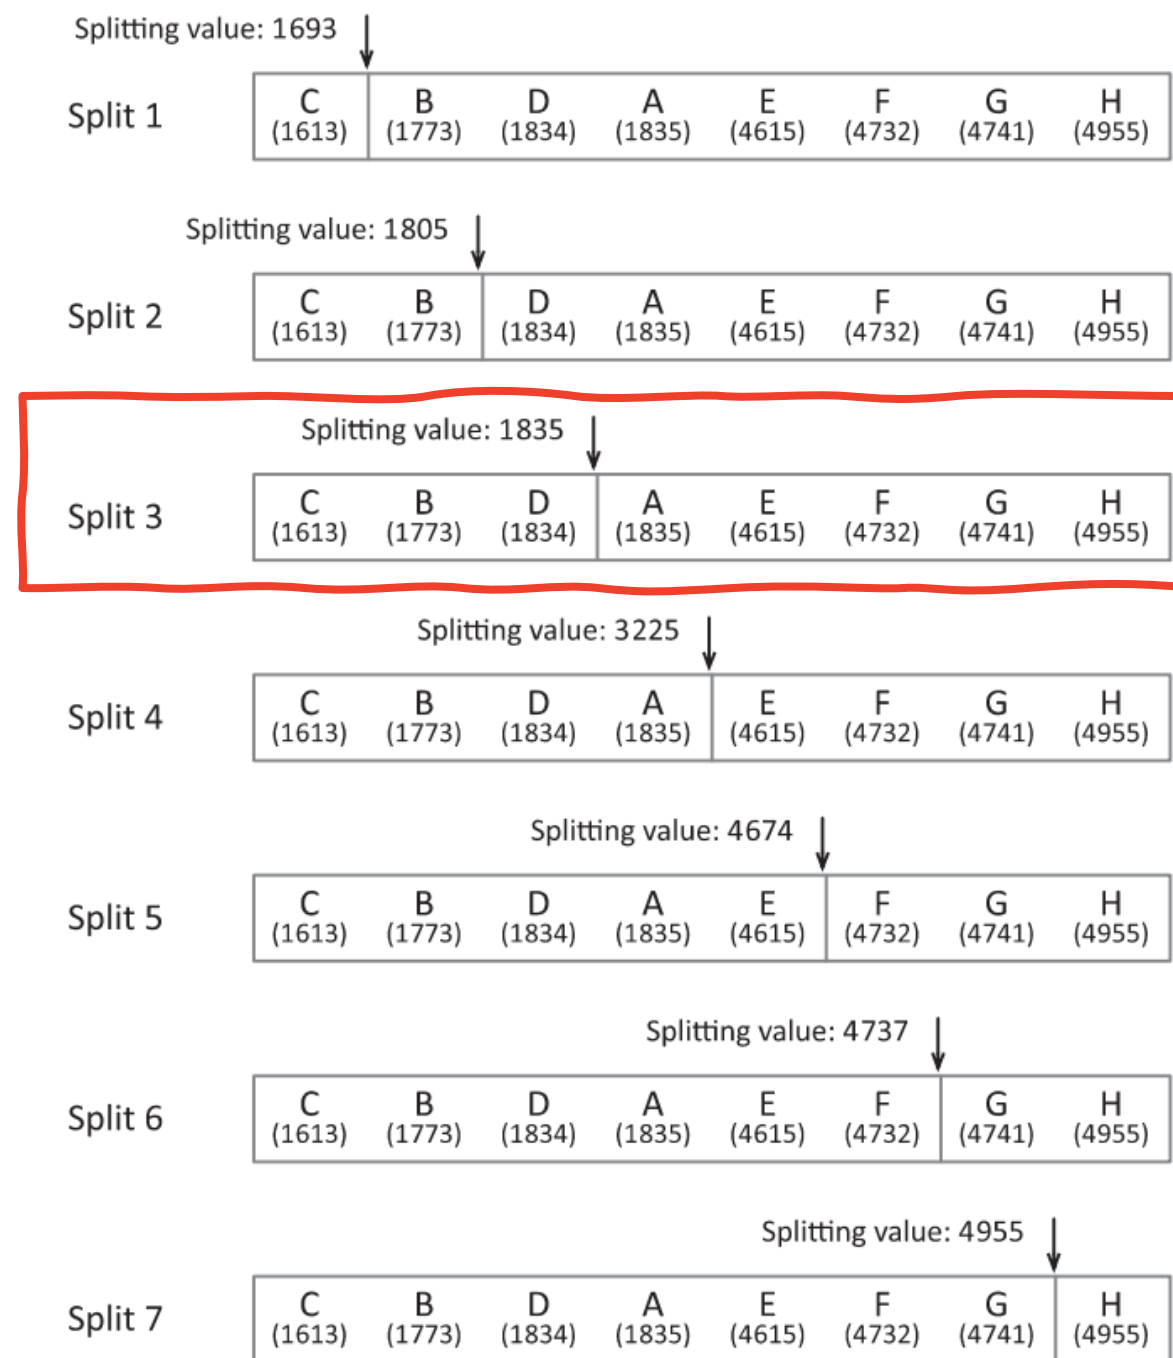 Splitting value: 1693
Split 1
C B D A E F G H
(1613) (1773) (1834) (1835) (4615) (4732) (4741) (4955)
Splitting value: 1805
Split 2
C B D A E F G H
(1613) (1773) (1834) (1835) (4615) (4732) (4741) (4955)
Splitting value: 1835
Split 3
C B D A E F G H
(1613) (1773) (1834) (1835) (4615) (4732) (4741) (4955)
Splitting value: 3225
Split 4
C B D A E F G H
(1613) (1773) (1834) (1835) (4615) (4732) (4741) (4955)
Splitting value: 4674
Split 5
C B D A E F G H
(1613) (1773) (1834) (1835) (4615) (4732) (4741) (4955)
Splitting value: 4737
Split 6
C B D A E F G H
(1613) (1773) (1834) (1835) (4615) (4732) (4741) (4955)
Splitting value: 4955
Split 7
C B D A E F G H
(1613) (1773) (1834) (1835) (4615) (4732) (4741) (4955)